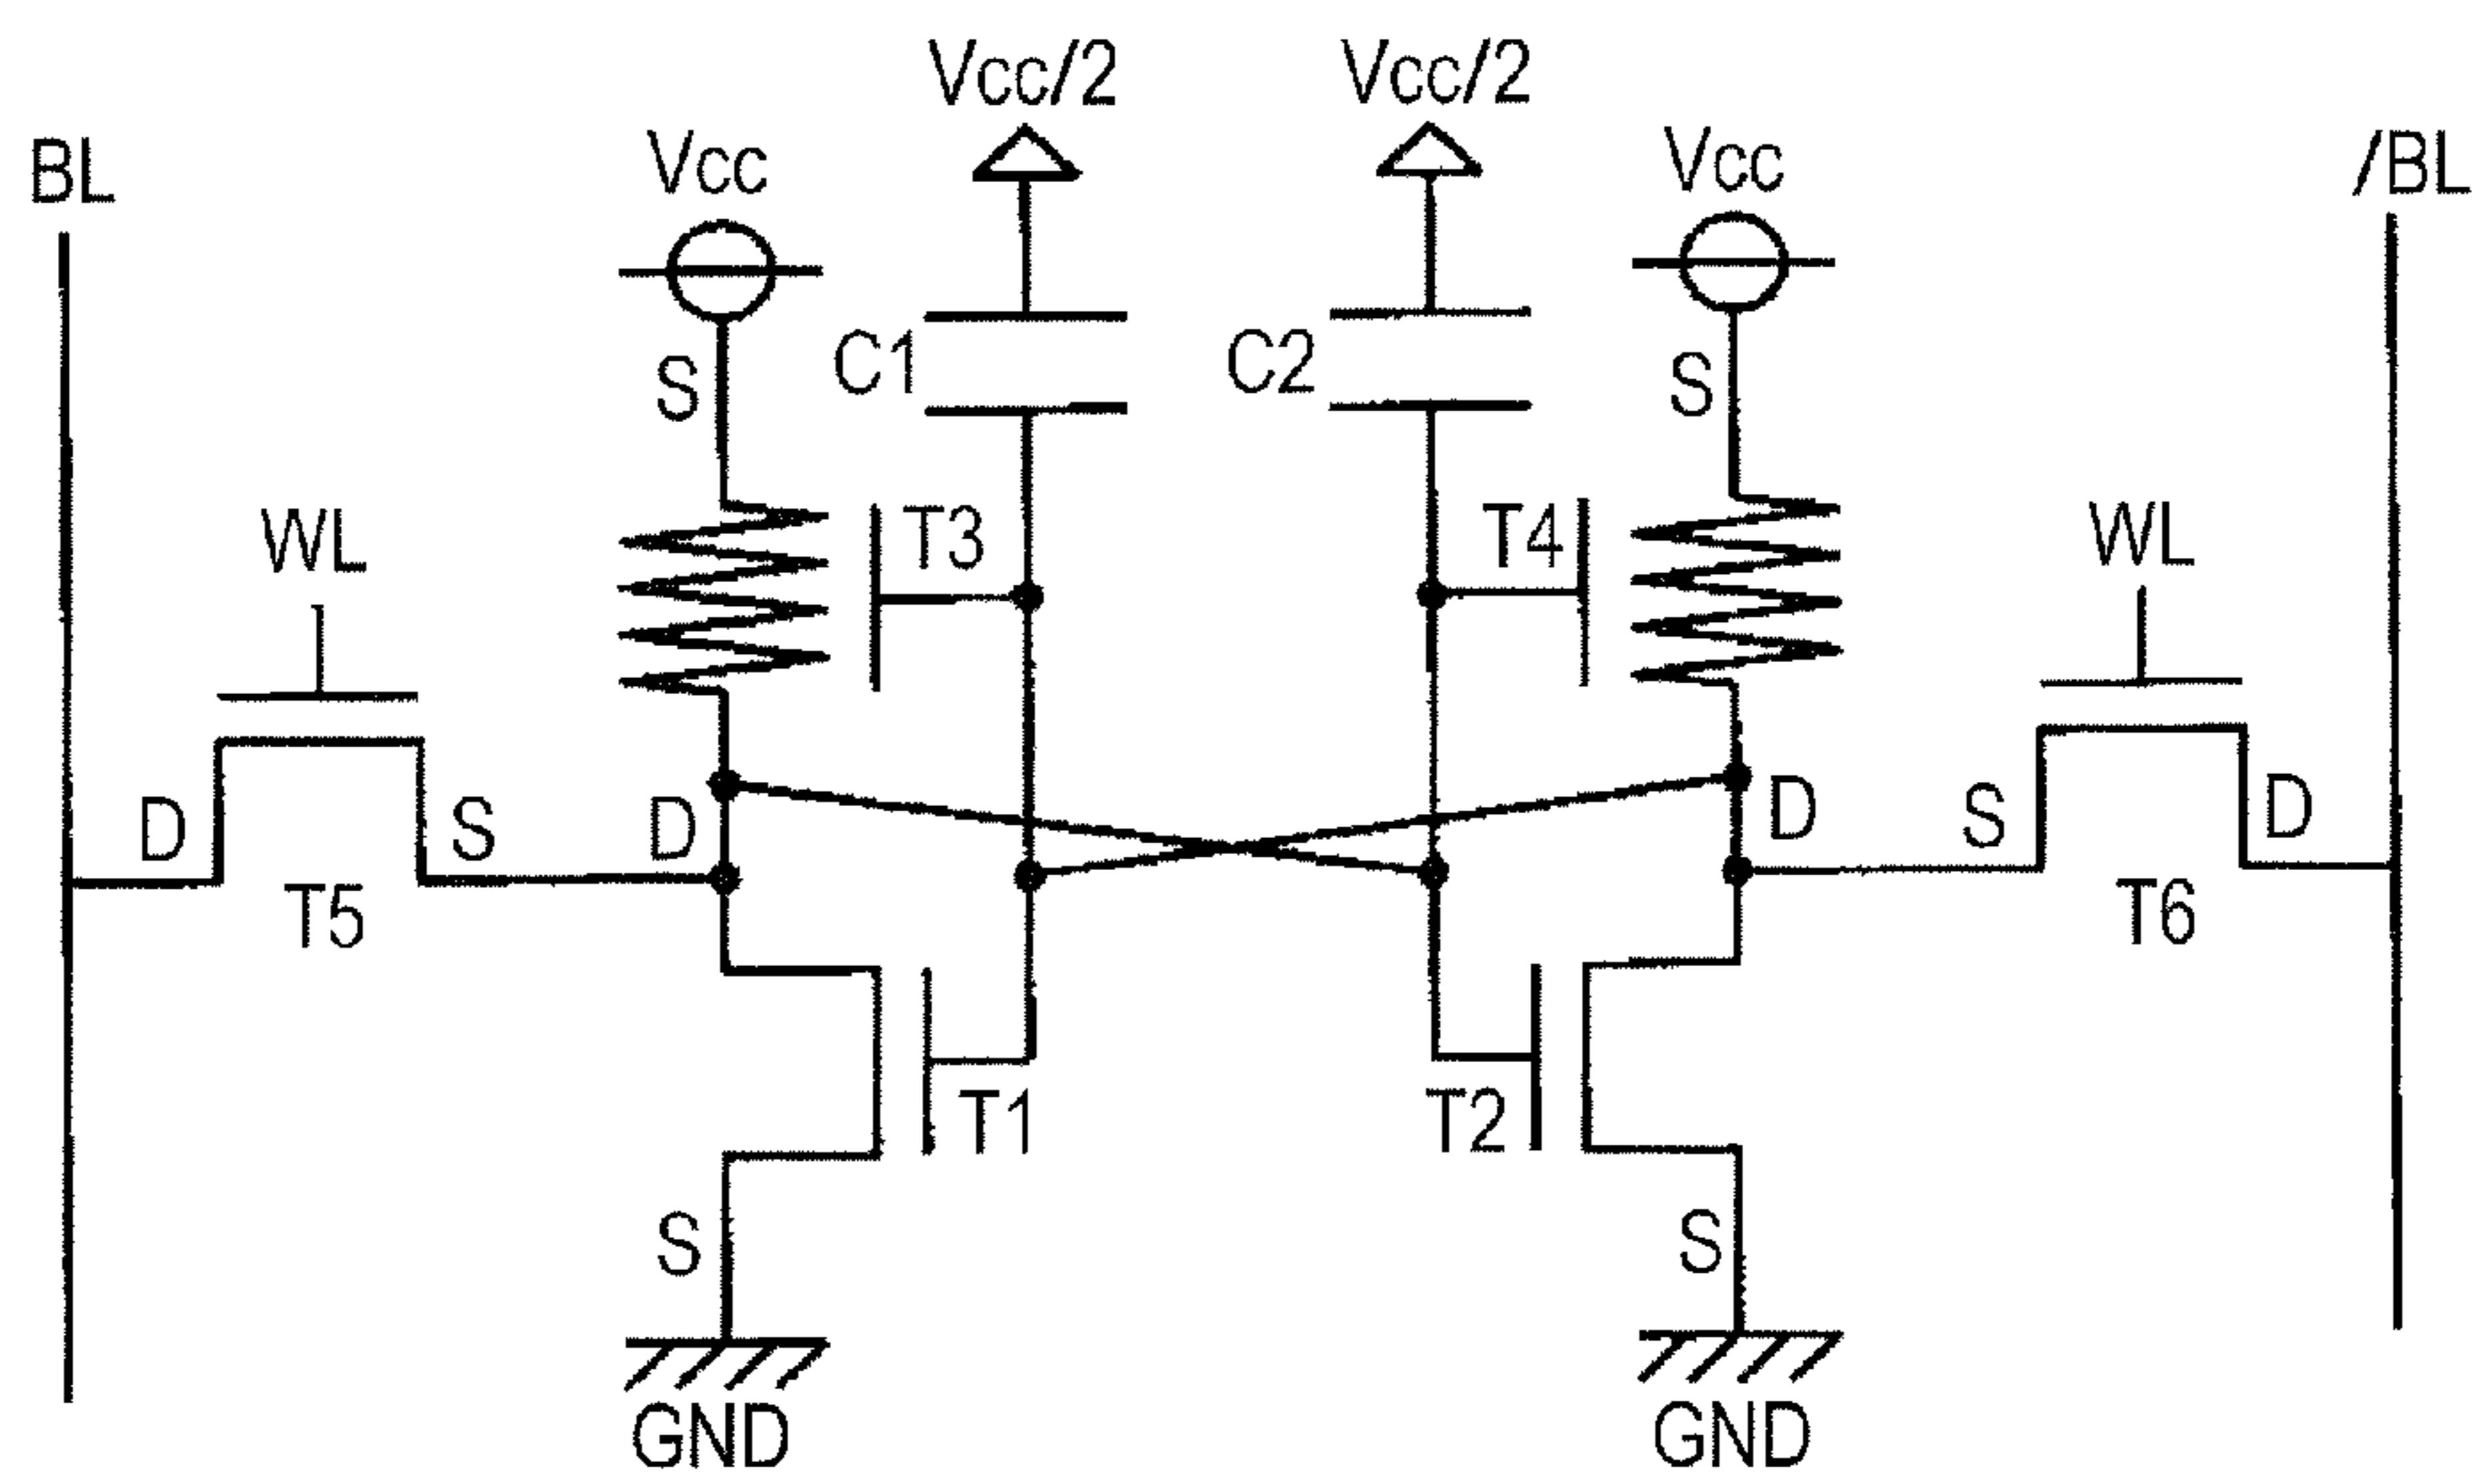 Vcc/2 Vcc/2
BL Vcc Vcc /BL
S C1 C2 S
WL T3 T4 WL
D S D D S D
T5 T6
T1 T2
S S
GND GND